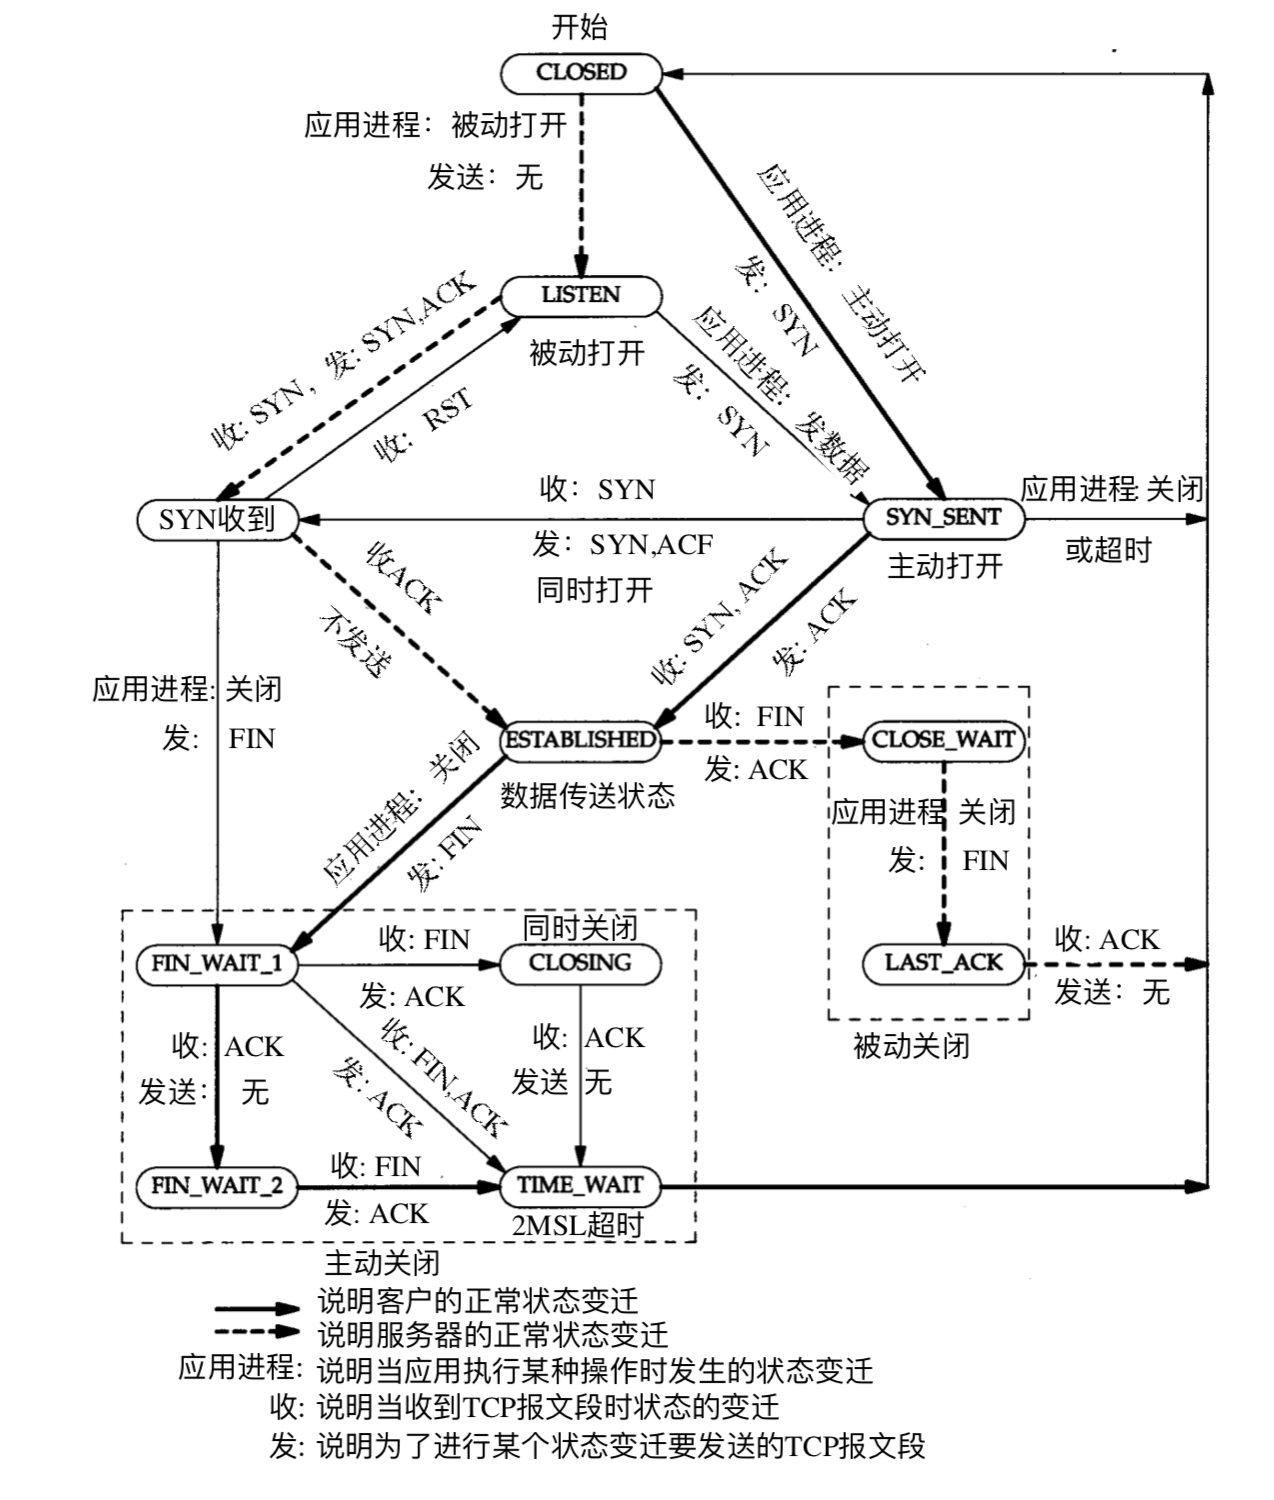 开始
CLOSED
应用进程：被动打开
发送：无
应用进程：主动打开
发：SYN
LISTEN
被动打开
收: SYN，发: SYN,ACK
收：RST
应用进程：发数据
发：SYN
SYN收到
收：SYN
发：SYN,ACF
同时打开
SYN_SENT
主动打开
应用进程: 关闭
或超时
收ACK
不发送
收: SYN, ACK
发: ACK
应用进程: 关闭
发: FIN
ESTABLISHED
数据传送状态
收: FIN
发: ACK
CLOSE_WAIT
应用进程 关闭
发: FIN
应用进程：关闭
发: FIN
LAST_ACK
收: ACK
发送：无
被动关闭
FIN_WAIT_1
收: FIN
发: ACK
同时关闭
CLOSING
收: ACK
发送: 无
收: FIN,ACK
发: ACK
收: ACK
发送 无
FIN_WAIT_2
收: FIN
发: ACK
TIME_WAIT
2MSL超时
主动关闭
说明客户的正常状态变迁
说明服务器的正常状态变迁
应用进程: 说明当应用执行某种操作时发生的状态变迁
收: 说明当收到TCP报文段时状态的变迁
发: 说明为了进行某个状态变迁要发送的TCP报文段